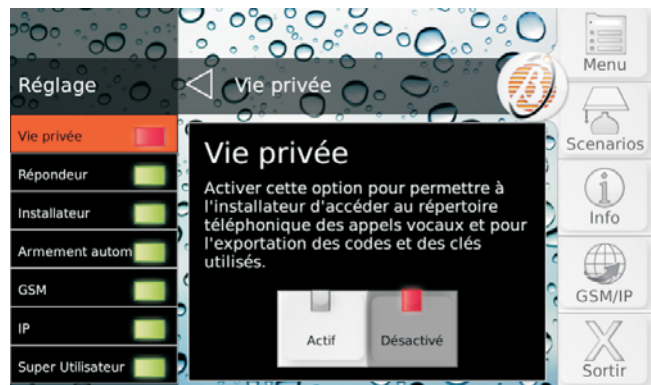 Réglage
Vie privée
Menu
Vie privée
Répondeur
Installateur
Armement autom
GSM
IP
Super Utilisateur
Vie privée
Activer cette option pour permettre à
l'installateur d'accéder au répertoire
téléphonique des appels vocaux et pour
l'exportation des codes et des clés
utilisés.
Actif
Désactivé
Scenarios
Info
GSM/IP
Sortir